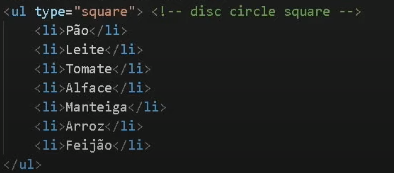 <ul type="square"> <!-- disc circle square -->
<li>Pão</li>
<li>Leite</li>
<li>Tomate</li>
<li>Alface</li>
<li>Manteiga</li>
<li>Arroz</li>
<li>Feijão</li>
</ul>